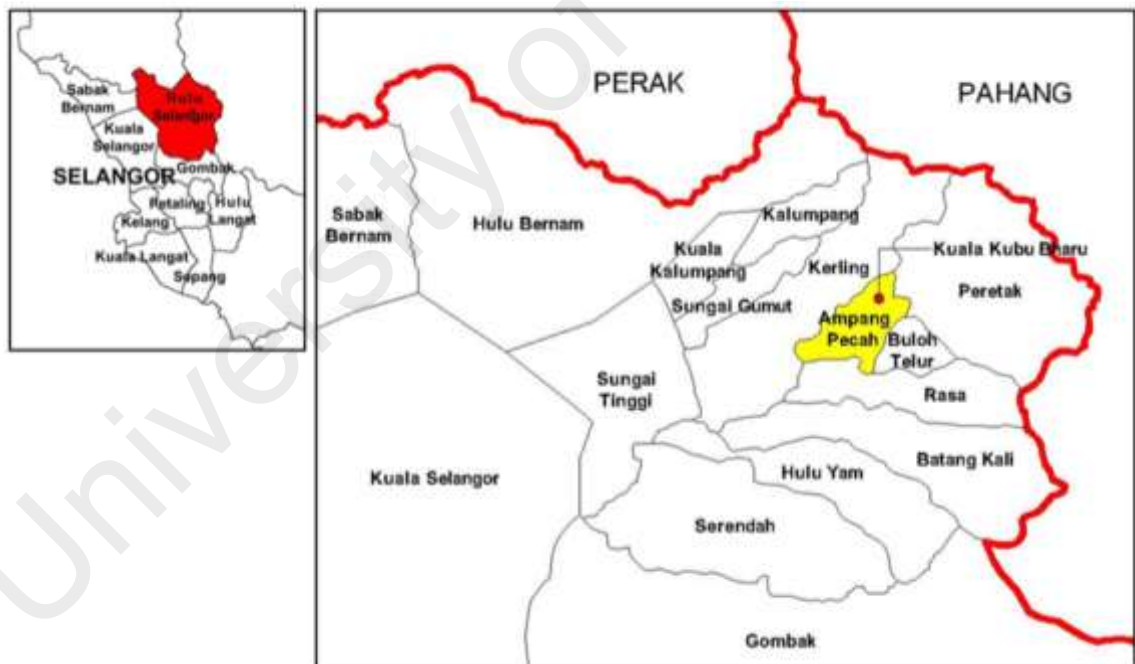 Sabak
Bernam
Hulu
Selangor
Kuala
Selangor
Gombak
SELANGOR
Petaling
Hulu
Langat
Kelang
Kuala Langat
Sepang
PERAK
PAHANG
Sabak
Bernam
Hulu Bernam
Kalumpang
Kuala
Kalumpang
Kerling
Kuala Kubu Bharu
Peretak
Sungai Gumut
Ampang
Pecah
Buloh
Telur
Sungai
Tinggi
Rasa
Kuala Selangor
Hulu Yam
Batang Kali
Serendah
Gombak
University of